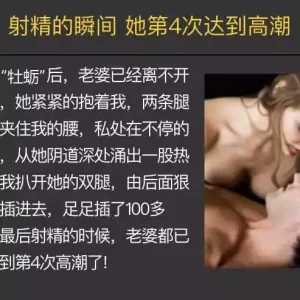 射精的瞬间 她第4次达到高潮
“牡蛎”后，老婆已经离不开
，她紧紧的抱着我，两条腿
夹住我的腰，私处在不停的
，从她阴道深处涌出一股热
我扒开她的双腿，由后面狠
插进去，足足插了100多
最后射精的时候，老婆都已
到第4次高潮了!